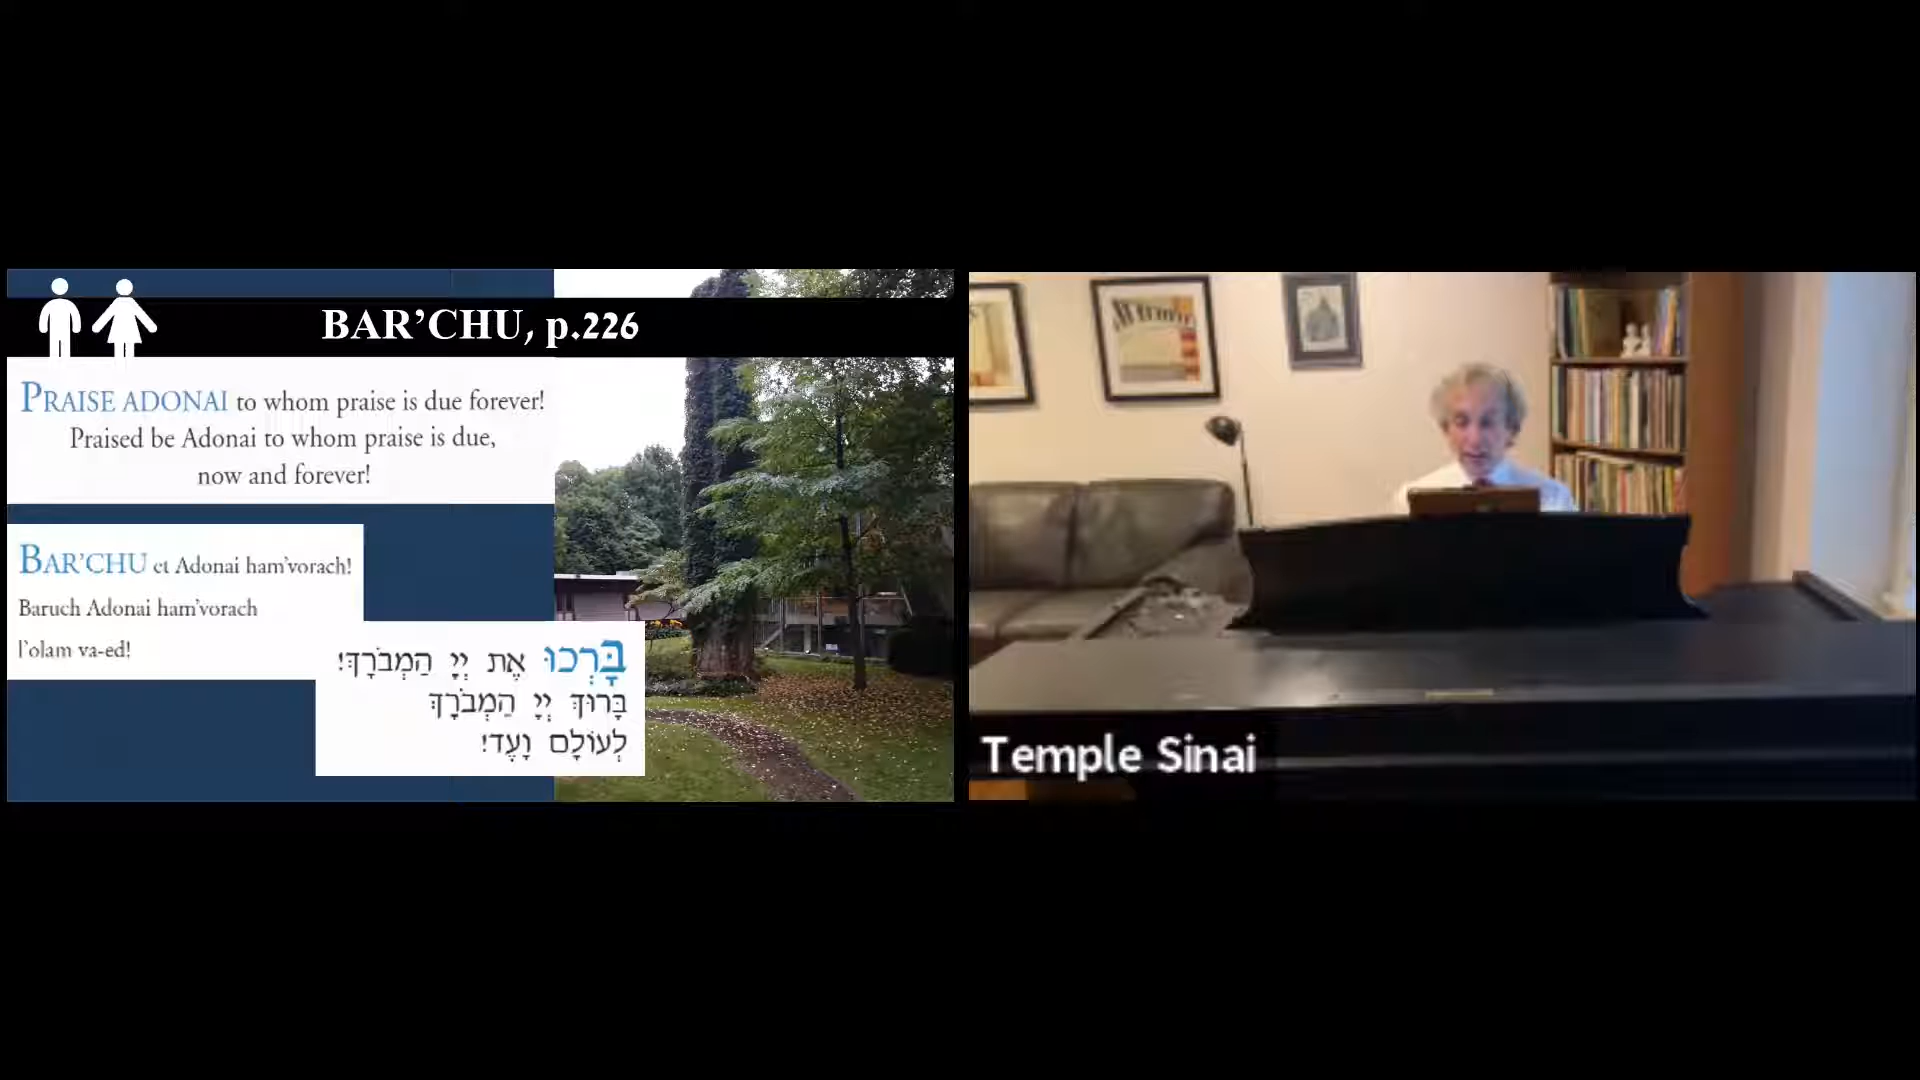 BAR’CHU, p.226
PRAISE ADONAI to whom praise is due forever!
Praised be Adonai to whom praise is due,
now and forever!
BAR’CHU et Adonai ham’vorach!
Baruch Adonai ham’vorach
l’olam va-ed!
בָּרְכוּ אֶת יְיָ הַמְבֹרָךְ!
בָּרוּךְ יְיָ הַמְבֹרָךְ
לְעוֹלָם וָעֶד!
Temple Sinai